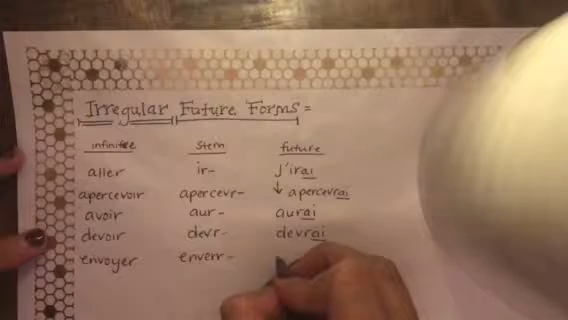 Irregular Future Forms =
infinitive stem future
aller ir- j'irai
apercevoir apercevr- ↓ apercevrai
avoir aur- aurai
devoir devr- devrai
envoyer enverr-